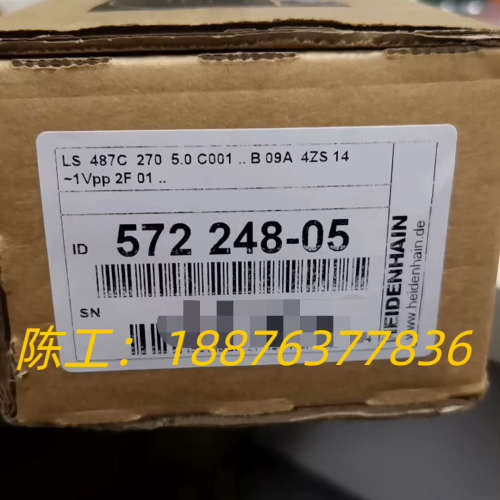 LS 487C 270 5.0 C001 .. B 09A 4ZS 14
~1Vpp 2F 01 ..
ID 572 248-05
SN
HEIDENHAIN
www.heidenhain.de
陈工：18876377836